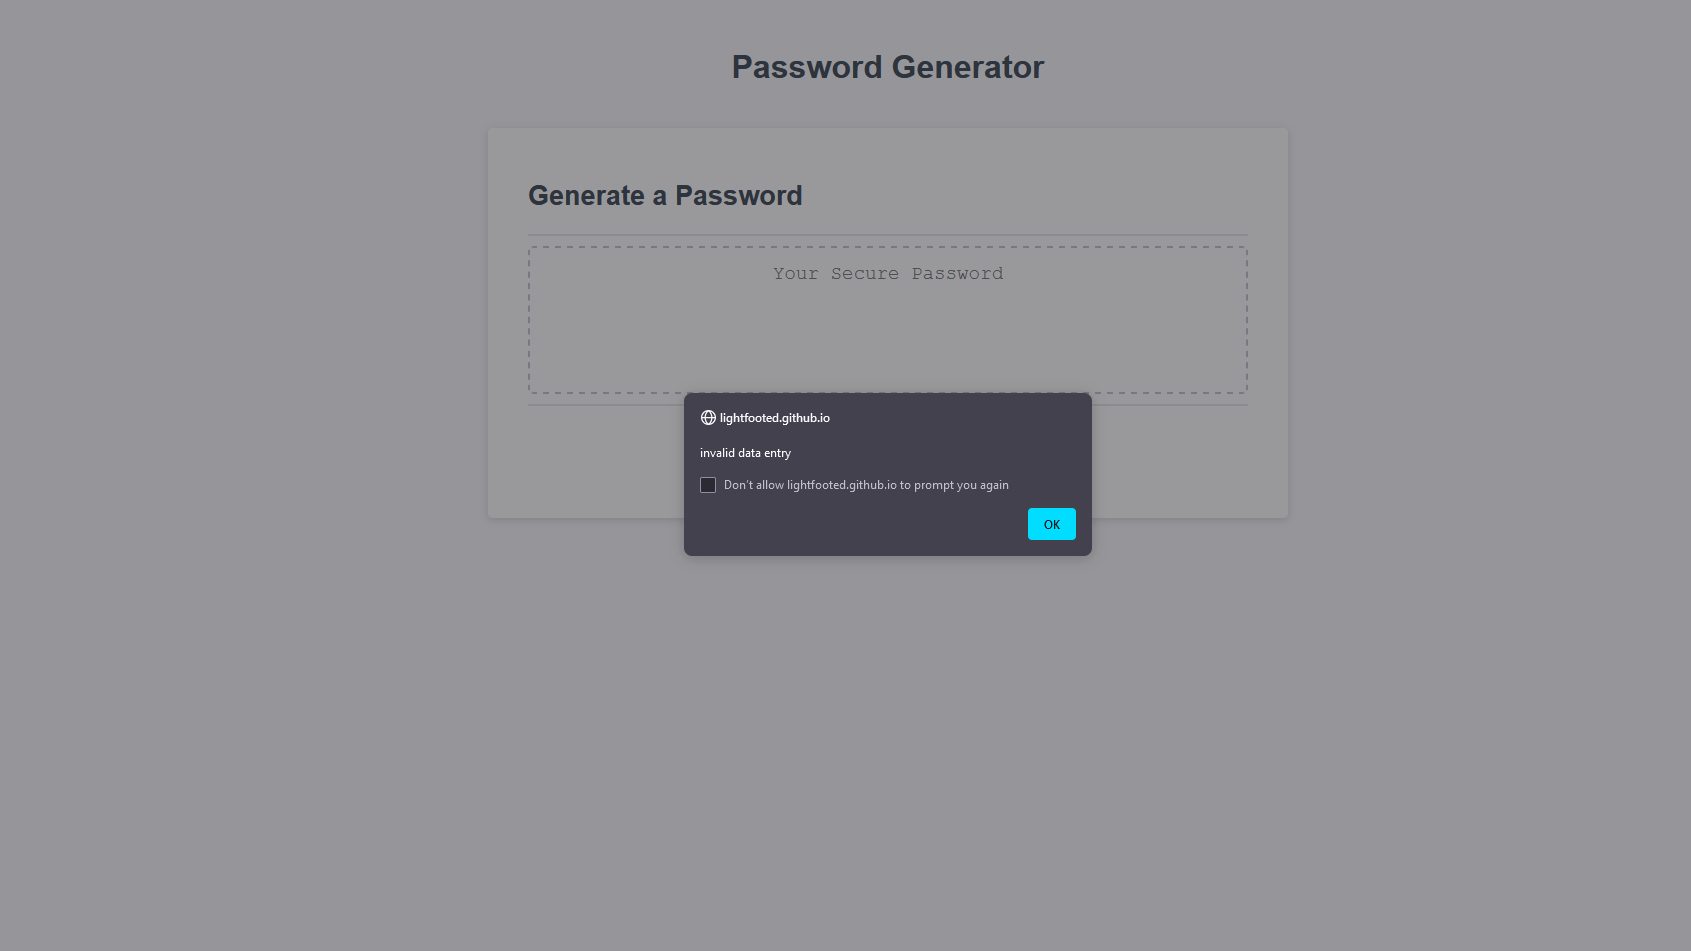 Password Generator
Generate a Password
Your Secure Password
lightfooted.github.io
invalid data entry
Don't allow lightfooted.github.io to prompt you again
OK